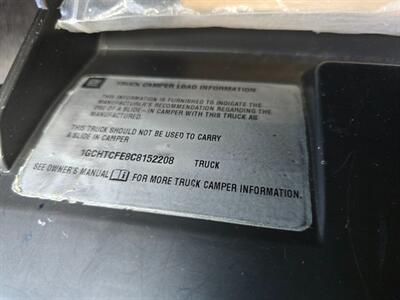 GM TRUCK CAMPER LOAD INFORMATION
THIS INFORMATION IS FURNISHED TO INDICATE THE
MANUFACTURER'S RECOMMENDATION REGARDING THE
USE OF A SLIDE - IN CAMPER WITH THIS TRUCK AS
MANUFACTURED.
THIS TRUCK SHOULD NOT BE USED TO CARRY
A SLIDE IN CAMPER
1GCHTCFE8C8152208 TRUCK
SEE OWNER'S MANUAL FOR MORE TRUCK CAMPER INFORMATION.